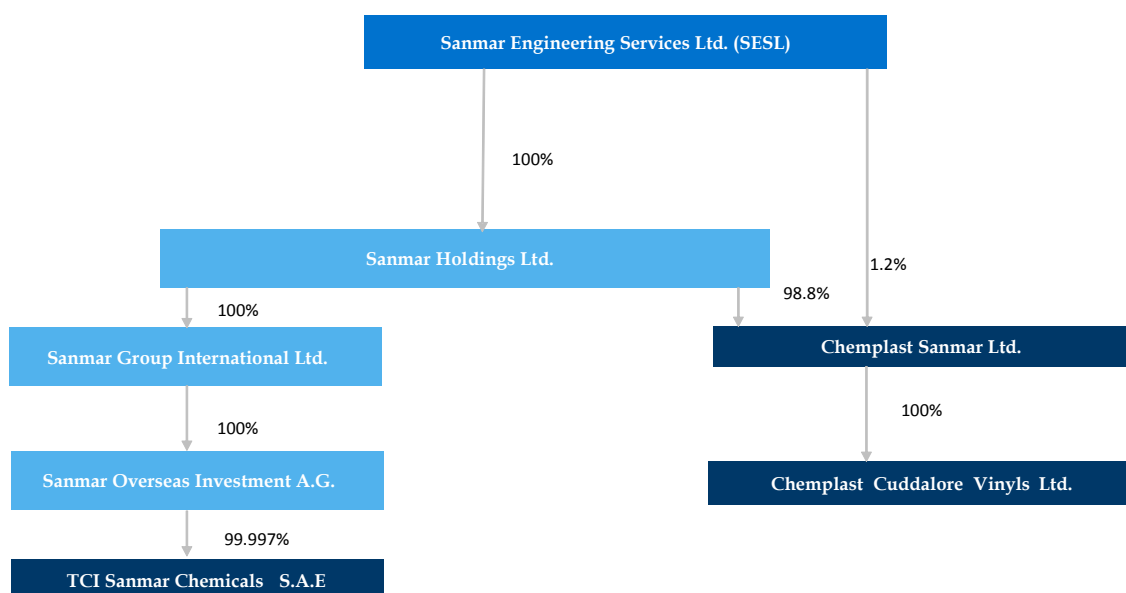 Sanmar Engineering Services Ltd. (SESL)
100%
Sanmar Holdings Ltd.
1.2%
98.8%
100%
Sanmar Group International Ltd.
Chemplast Sanmar Ltd.
100%
100%
Sanmar Overseas Investment A.G.
Chemplast Cuddalore Vinyls Ltd.
99.997%
TCI Sanmar Chemicals S.A.E